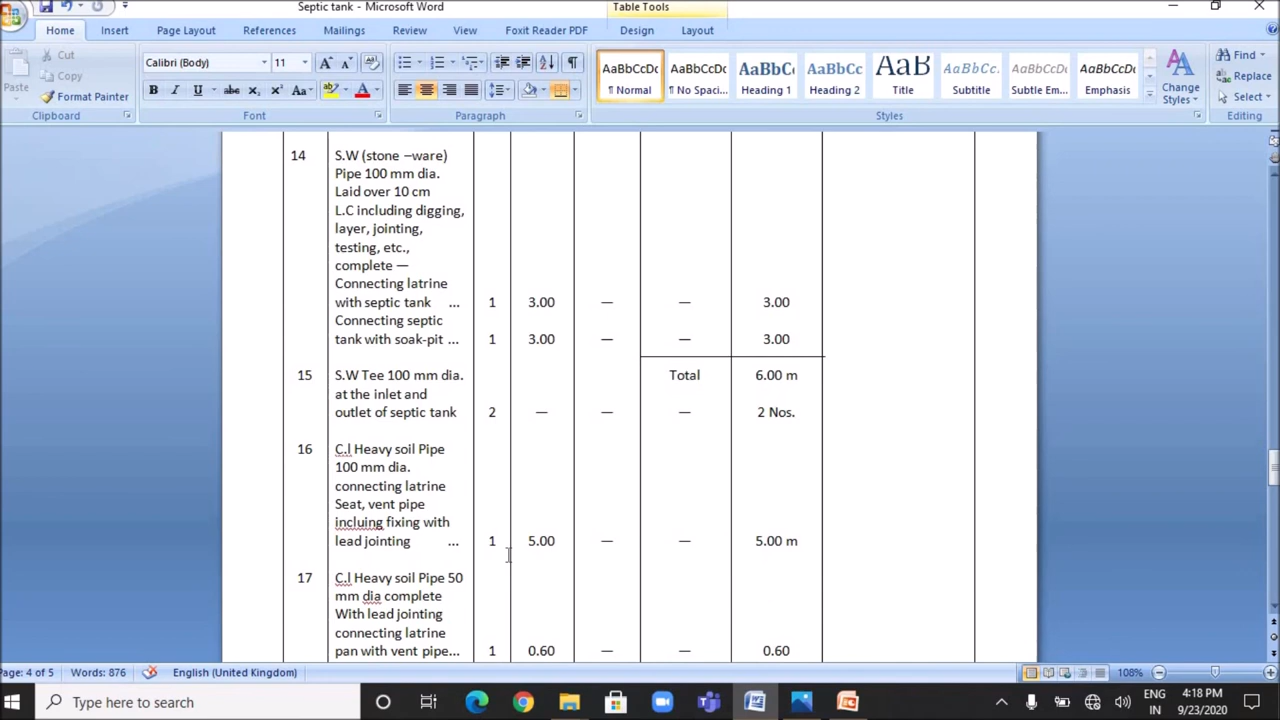 Septic tank - Microsoft Word
Table Tools
Home Insert Page Layout References Mailings Review View Foxit Reader PDF Design Layout
Paste
Cut
Copy
Format Painter
Clipboard
Calibri (Body) 11
B I U abc X₂ X² Aa
Font
Paragraph
AaBbCcDc AaBbCcDc AaBbCc AaBbCc AaB AaBbCc. AaBbCcDc AaBbCcDc
¶ Normal ¶ No Spaci... Heading 1 Heading 2 Title Subtitle Subtle Em... Emphasis
Change Styles
Styles
Find
Replace
Select
Editing
14 S.W (stone –ware)
Pipe 100 mm dia.
Laid over 10 cm
L.C including digging,
layer, jointing,
testing, etc.,
complete —
Connecting latrine
with septic tank ... 1 3.00 — — 3.00
Connecting septic
tank with soak-pit ... 1 3.00 — — 3.00
15 S.W Tee 100 mm dia. Total 6.00 m
at the inlet and
outlet of septic tank 2 — — — 2 Nos.
16 C.l Heavy soil Pipe
100 mm dia.
connecting latrine
Seat, vent pipe
incluing fixing with
lead jointing ... 1 5.00 — — 5.00 m
17 C.l Heavy soil Pipe 50
mm dia complete
With lead jointing
connecting latrine
pan with vent pipe... 1 0.60 — — 0.60
Page: 4 of 5 Words: 876 English (United Kingdom) 108%
Type here to search
ENG
IN
4:18 PM
9/23/2020